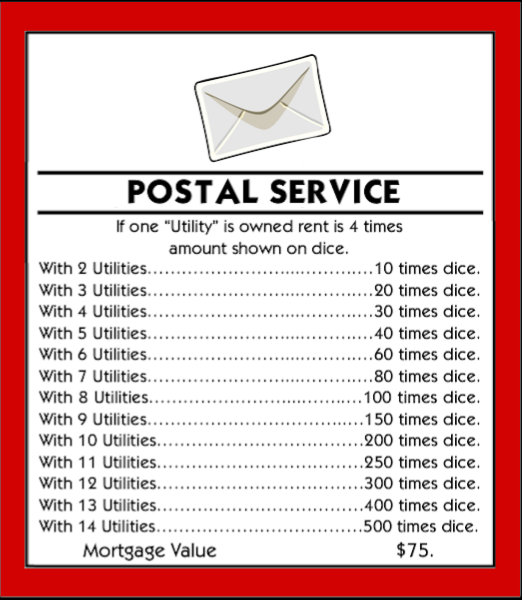 POSTAL SERVICE
If one “Utility” is owned rent is 4 times
amount shown on dice.
With 2 Utilities.......................................10 times dice.
With 3 Utilities.......................................20 times dice.
With 4 Utilities.......................................30 times dice.
With 5 Utilities.......................................40 times dice.
With 6 Utilities.......................................60 times dice.
With 7 Utilities.......................................80 times dice.
With 8 Utilities.....................................100 times dice.
With 9 Utilities.....................................150 times dice.
With 10 Utilities...................................200 times dice.
With 11 Utilities...................................250 times dice.
With 12 Utilities...................................300 times dice.
With 13 Utilities...................................400 times dice.
With 14 Utilities...................................500 times dice.
Mortgage Value $75.